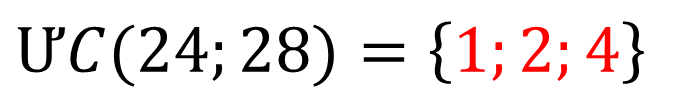 ƯC(24; 28) = {1; 2; 4}